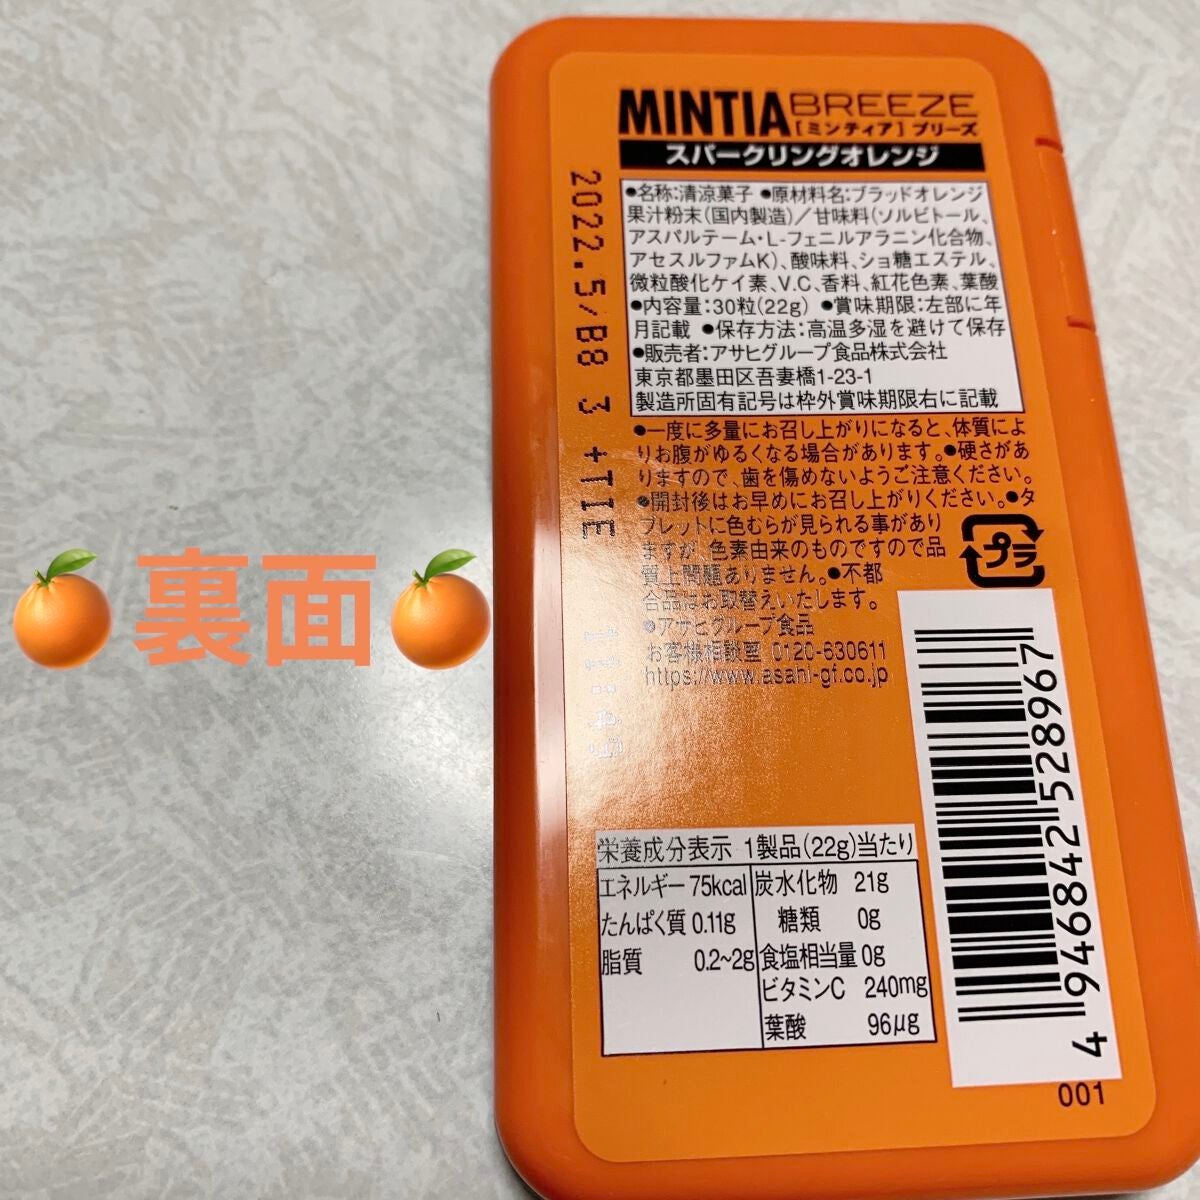 裏面
MINTIA BREEZE
[ミンティア]ブリーズ
スパークリングオレンジ
●名称:清涼菓子 ●原材料名:ブラッドオレンジ
果汁粉末(国内製造)／甘味料(ソルビトール、
アスパルテーム・L-フェニルアラニン化合物、
アセスルファムK)、酸味料、ショ糖エステル、
微粒酸化ケイ素、V.C、香料、紅花色素、葉酸
●内容量:30粒(22g) ●賞味期限:左部に年
月記載 ●保存方法:高温多湿を避けて保存
●販売者:アサヒグループ食品株式会社
東京都墨田区吾妻橋1-23-1
製造所固有記号は枠外賞味期限右に記載
2022.5/B8 3 +TIE
●一度に多量にお召し上がりになると、体質によ
りお腹がゆるくなる場合があります。●硬さがあ
りますので、歯を傷めないようご注意ください。
●開封後はお早めにお召し上がりください。●タ
ブレットに色むらが見られる事があり
ますが、色素由来のものですので品
質上問題ありません。●不都
合品はお取替えいたします。
●アサヒグループ食品
お客様相談室 0120-630611
https://www.asahi-gf.co.jp
プラ
栄養成分表示 1製品(22g)当たり
エネルギー 75kcal 炭水化物 21g
たんぱく質 0.11g 糖類 0g
脂質 0.2~2g 食塩相当量 0g
ビタミンC 240mg
葉酸 96μg
4 946842 528967
001